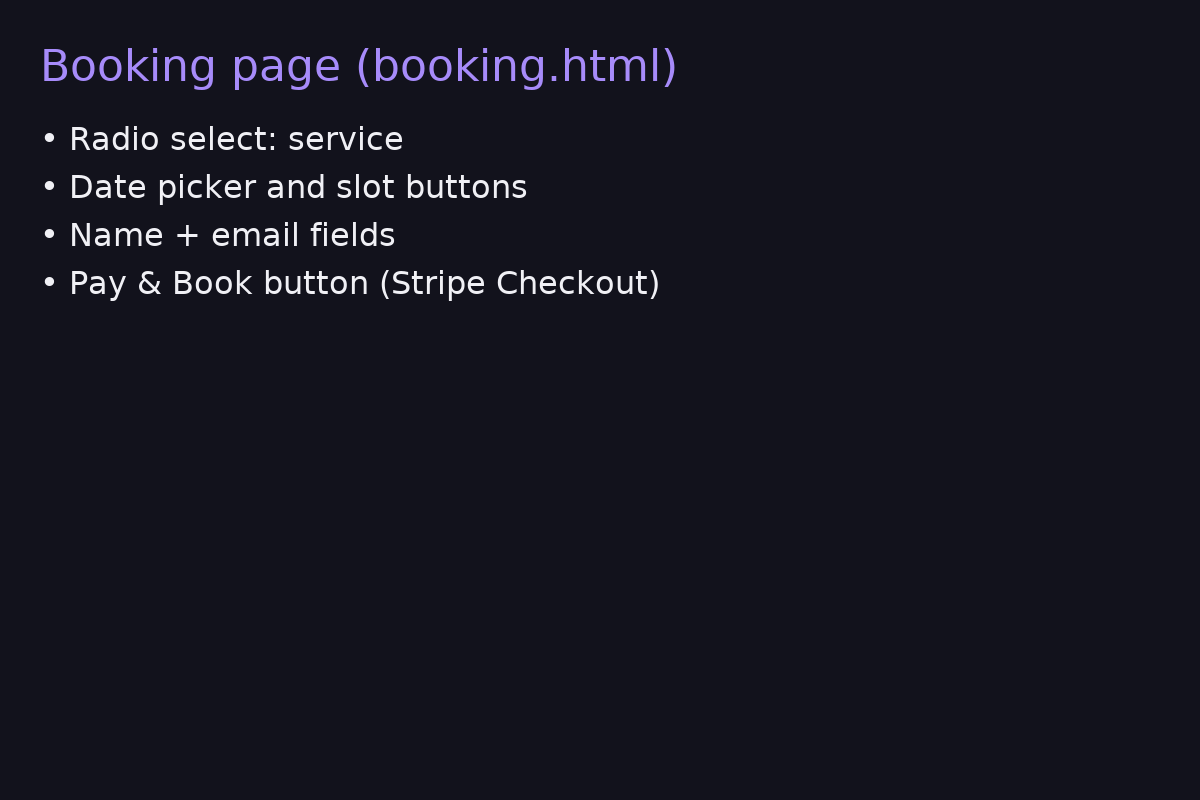 Booking page (booking.html)
• Radio select: service
• Date picker and slot buttons
• Name + email fields
• Pay & Book button (Stripe Checkout)